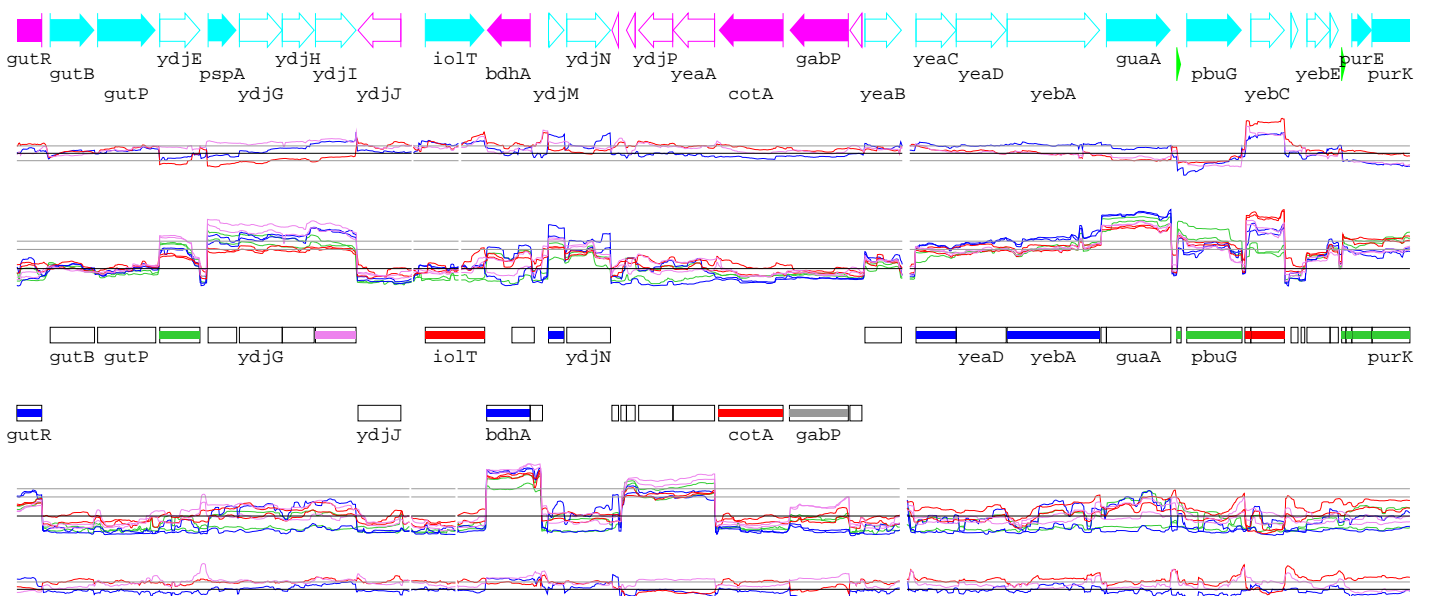 gutR ydjE ydjH iolT ydjN ydjP gabP yeaC guaA yebE purE
gutB pspA ydjI bdhA yeaA yeaD pbuG purK
gutP ydjG ydjJ ydjM cotA yeaB yebA yebC
gutB gutP ydjG iolT ydjN yeaD yebA guaA pbuG purK
gutR ydjJ bdhA cotA gabP